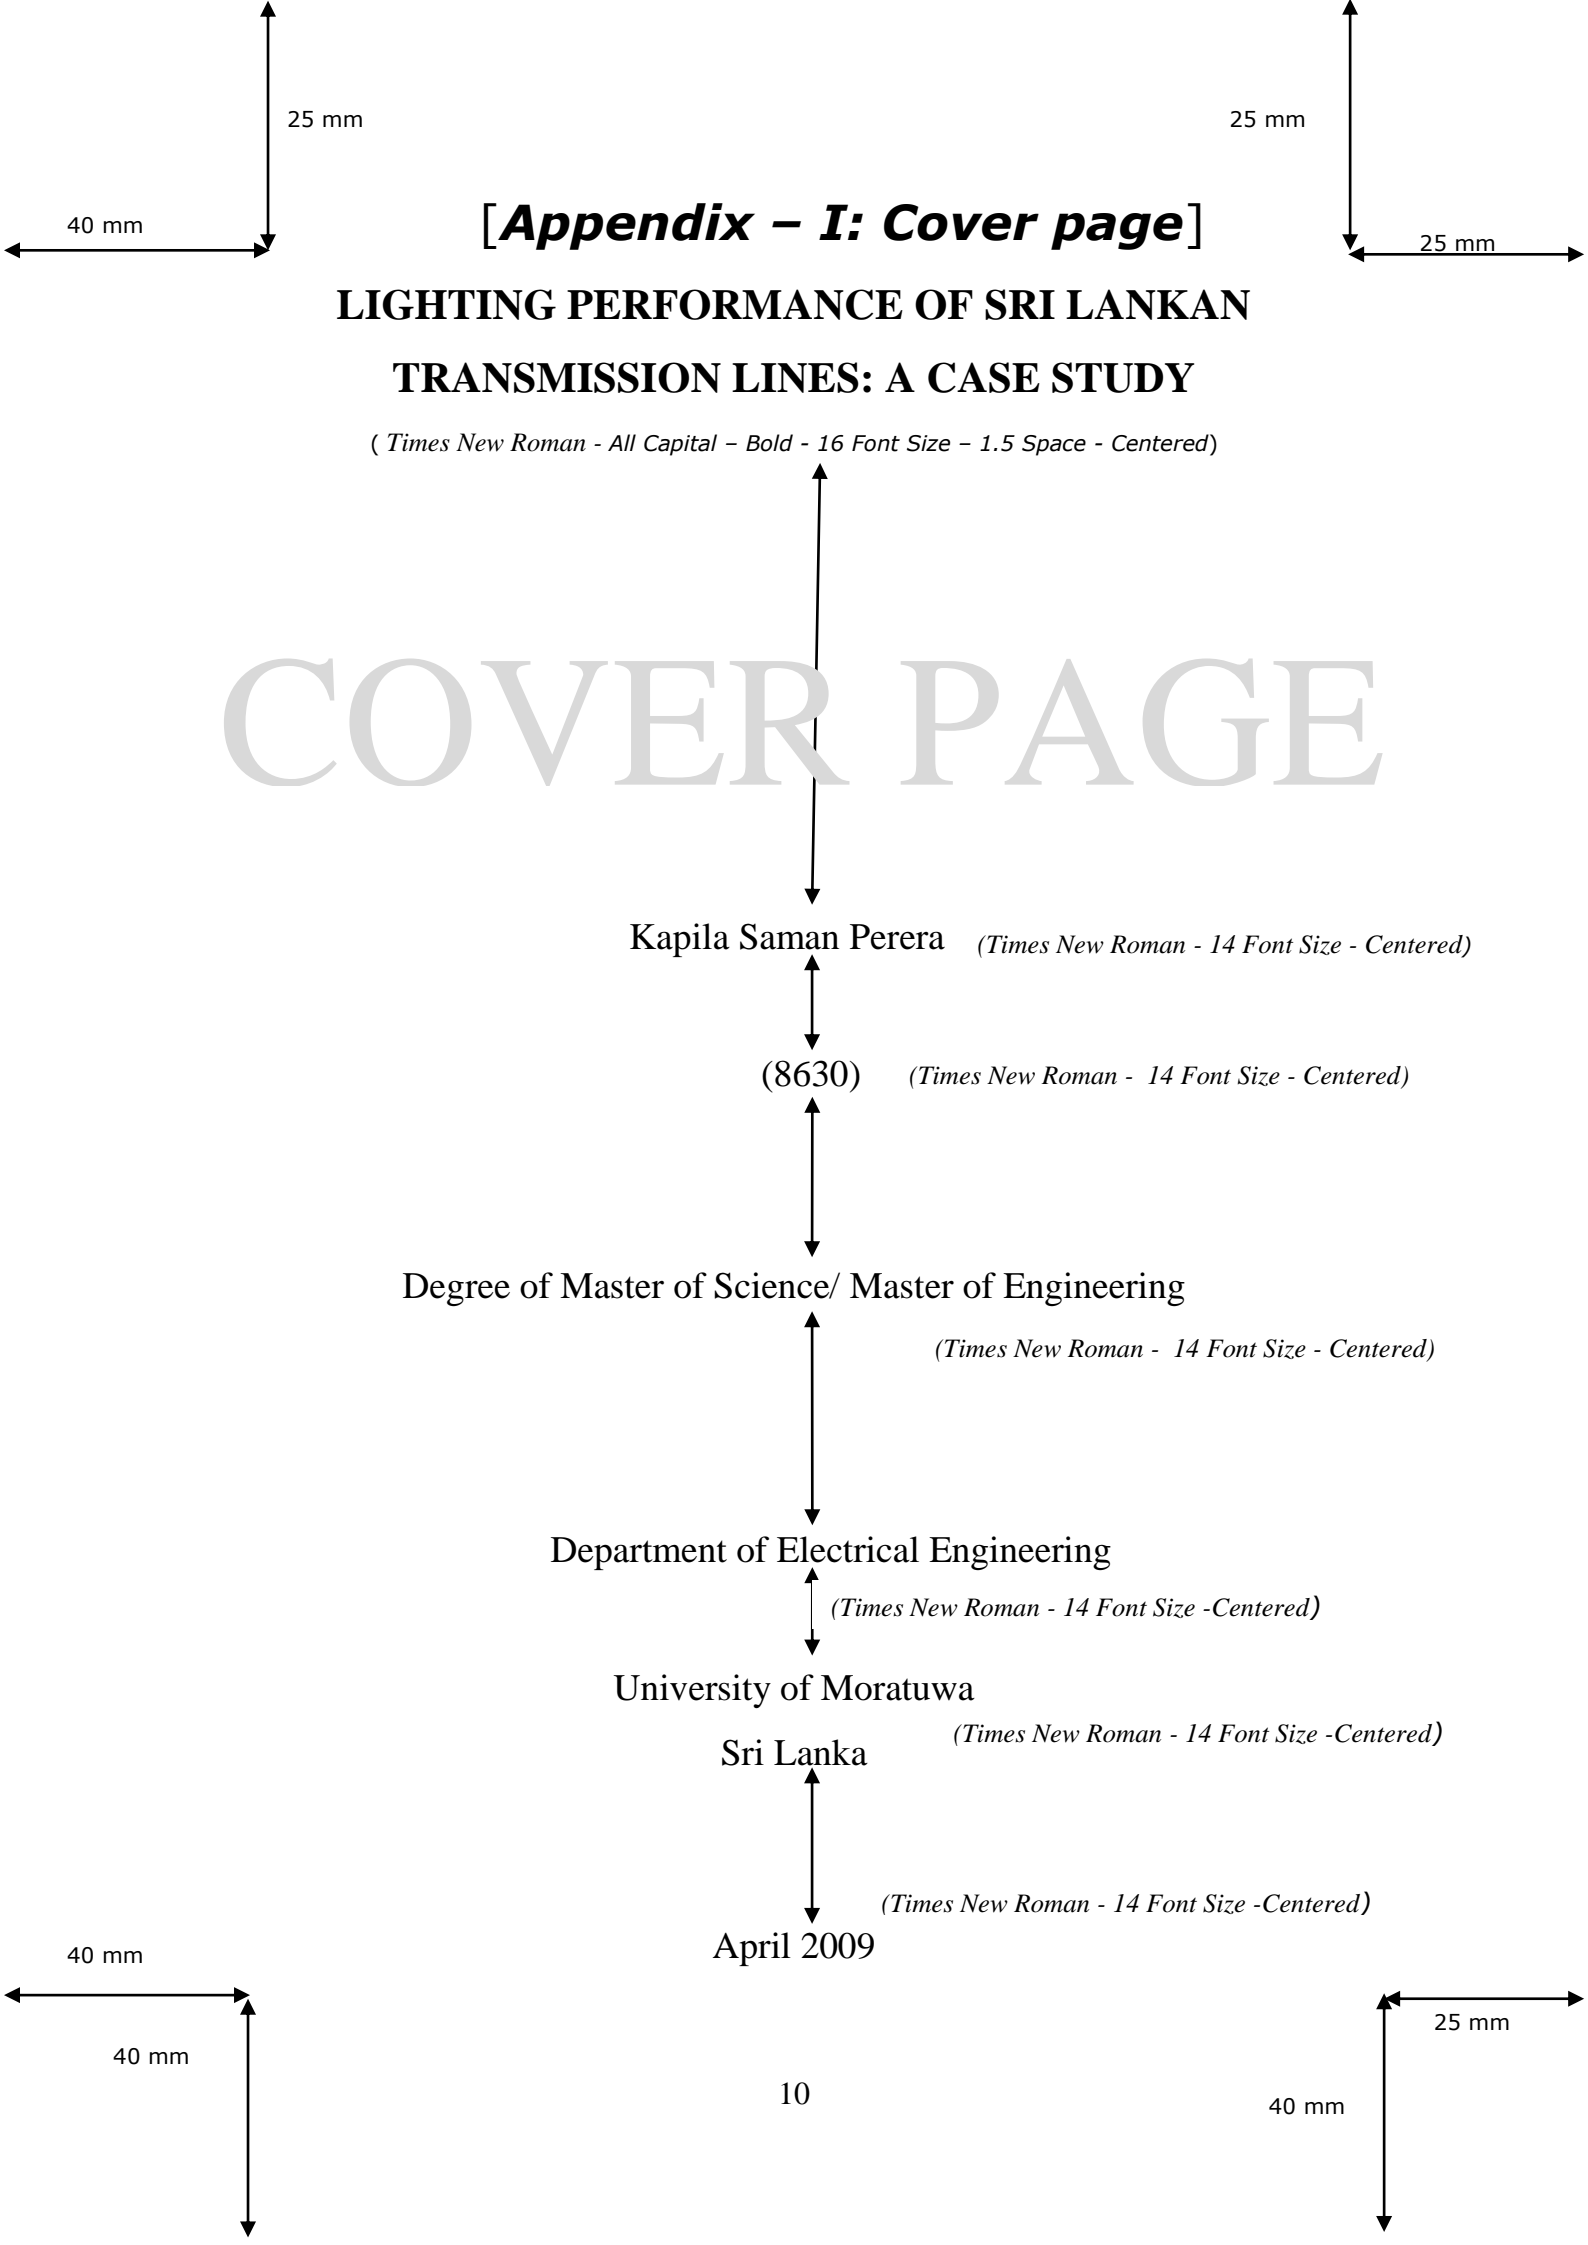 25 mm
25 mm
40 mm
[Appendix – I: Cover page]
25 mm
LIGHTING PERFORMANCE OF SRI LANKAN
TRANSMISSION LINES: A CASE STUDY
( Times New Roman - All Capital – Bold - 16 Font Size – 1.5 Space - Centered)
COVER PAGE
Kapila Saman Perera (Times New Roman - 14 Font Size - Centered)
(8630) (Times New Roman - 14 Font Size - Centered)
Degree of Master of Science/ Master of Engineering
(Times New Roman - 14 Font Size - Centered)
Department of Electrical Engineering
(Times New Roman - 14 Font Size -Centered)
University of Moratuwa
(Times New Roman - 14 Font Size -Centered)
Sri Lanka
(Times New Roman - 14 Font Size -Centered)
April 2009
40 mm
25 mm
40 mm
10
40 mm